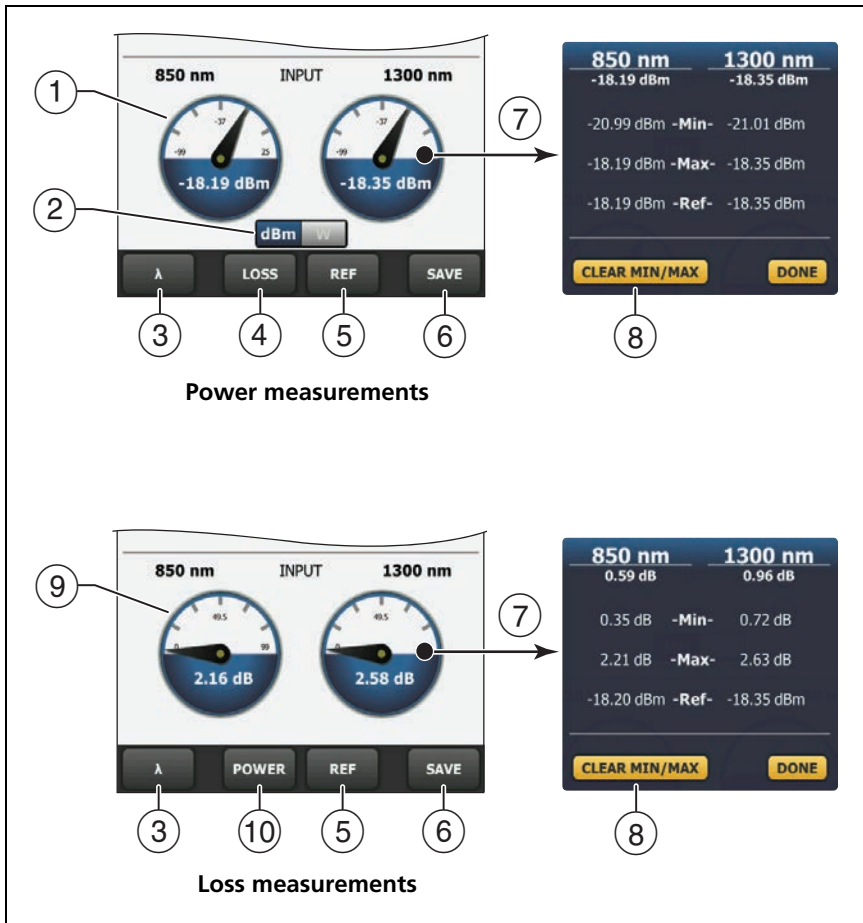 850 nm INPUT 1300 nm
-99 -37 25
-18.19 dBm
-99 -37
-18.35 dBm
dBm W
λ LOSS REF SAVE
1
2
3 4 5 6
7
850 nm 1300 nm
-18.19 dBm -18.35 dBm
-20.99 dBm -Min- -21.01 dBm
-18.19 dBm -Max- -18.35 dBm
-18.19 dBm -Ref- -18.35 dBm
CLEAR MIN/MAX DONE
8
Power measurements
850 nm INPUT 1300 nm
0 49.5 99
2.16 dB
0 49.5
2.58 dB
λ POWER REF SAVE
9
3 10 5 6
7
850 nm 1300 nm
0.59 dB 0.96 dB
0.35 dB -Min- 0.72 dB
2.21 dB -Max- 2.63 dB
-18.20 dBm -Ref- -18.35 dBm
CLEAR MIN/MAX DONE
8
Loss measurements